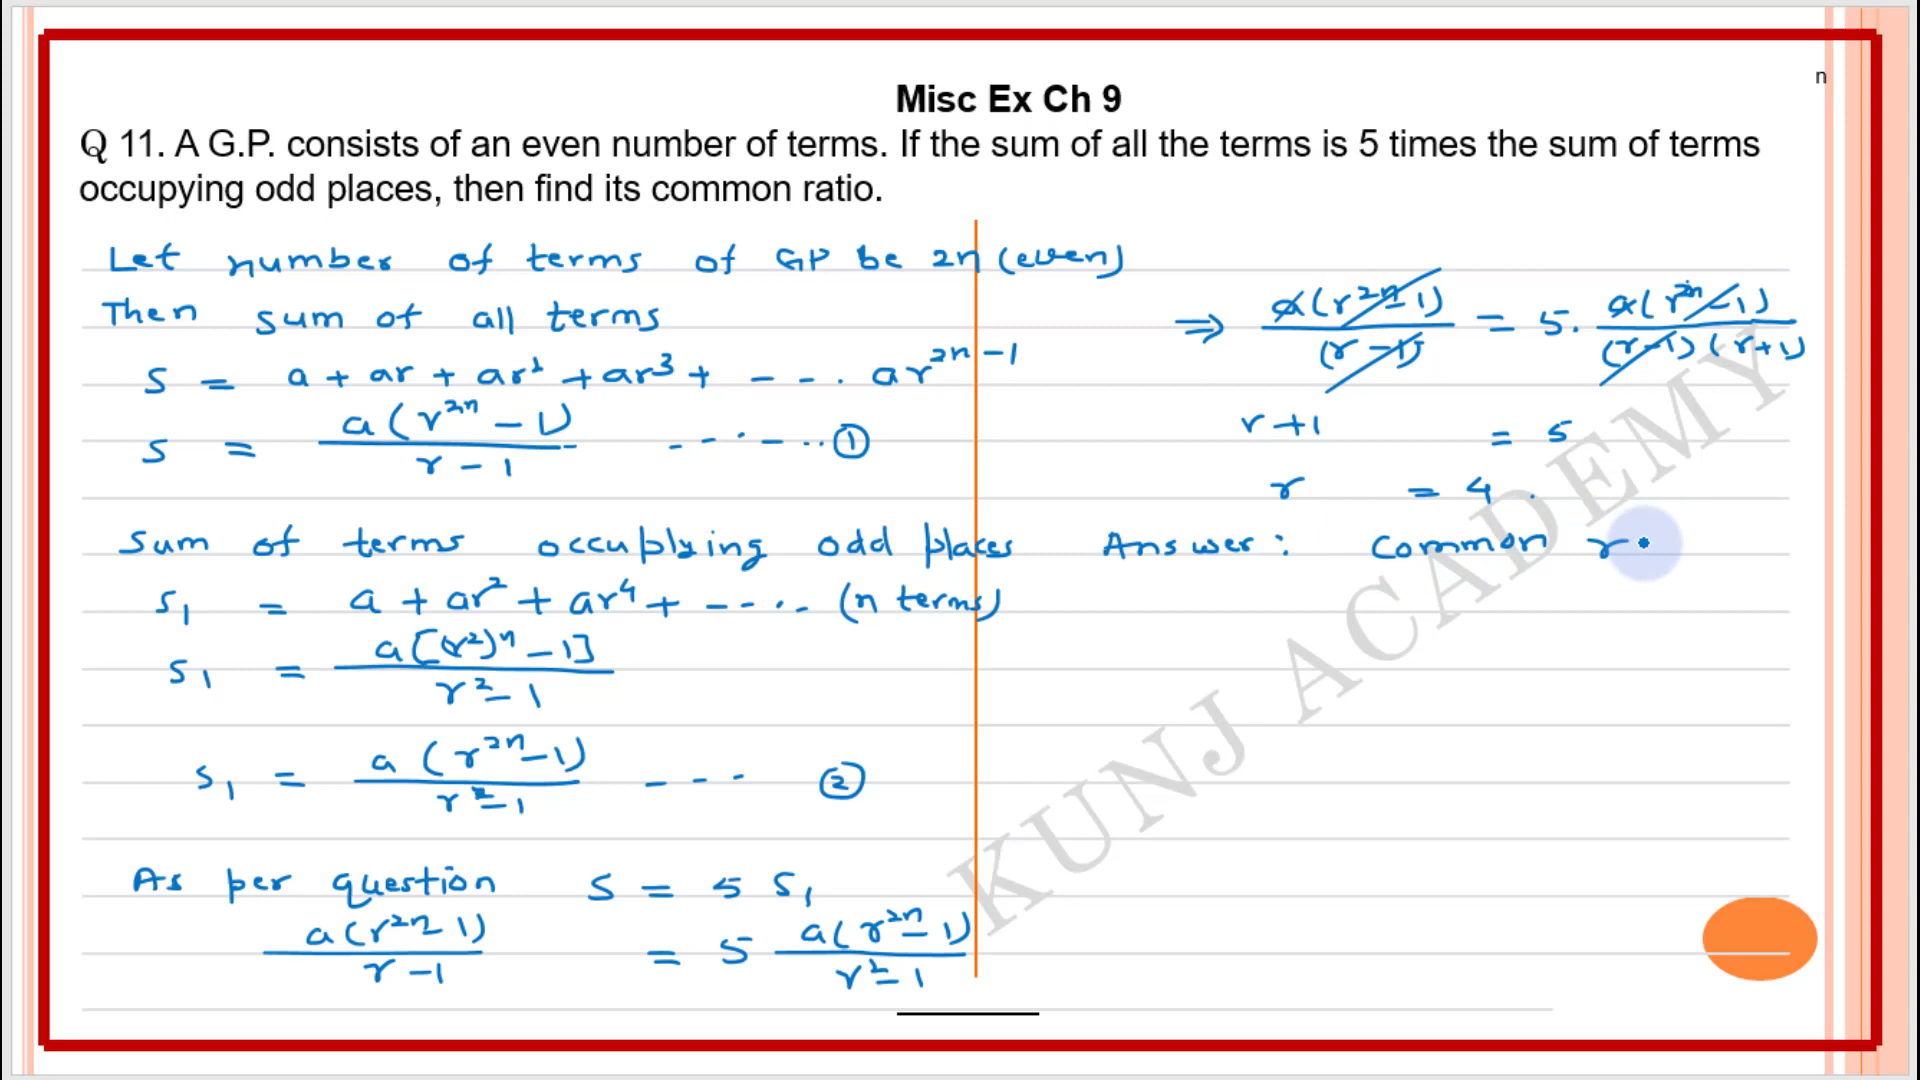 n
Misc Ex Ch 9
Q 11. A G.P. consists of an even number of terms. If the sum of all the terms is 5 times the sum of terms
occupying odd places, then find its common ratio.
Let number of terms of GP be 2n (even)
Then sum of all terms
S = a + ar + ar² + ar³ + - - - . ar^(2n-1)
S = a(r^(2n) - 1) / (r - 1) - - - - - .. ①
Sum of terms occuplying odd places
S₁ = a + ar² + ar⁴ + - - - . - (n terms)
S₁ = a[(r²)ⁿ - 1] / (r² - 1)
S₁ = a(r^(2n) - 1) / (r² - 1) - - - ②
As per question S = 5 S₁
a(r^(2n) - 1) / (r - 1) = 5 a(r^(2n) - 1) / (r² - 1)
⇒ a(r^(2n) - 1) / (r - 1) = 5. a(r^(2n) - 1) / (r - 1)(r + 1)
r + 1 = 5
r = 4 .
Answer : Common r
KUNJ ACADEMY